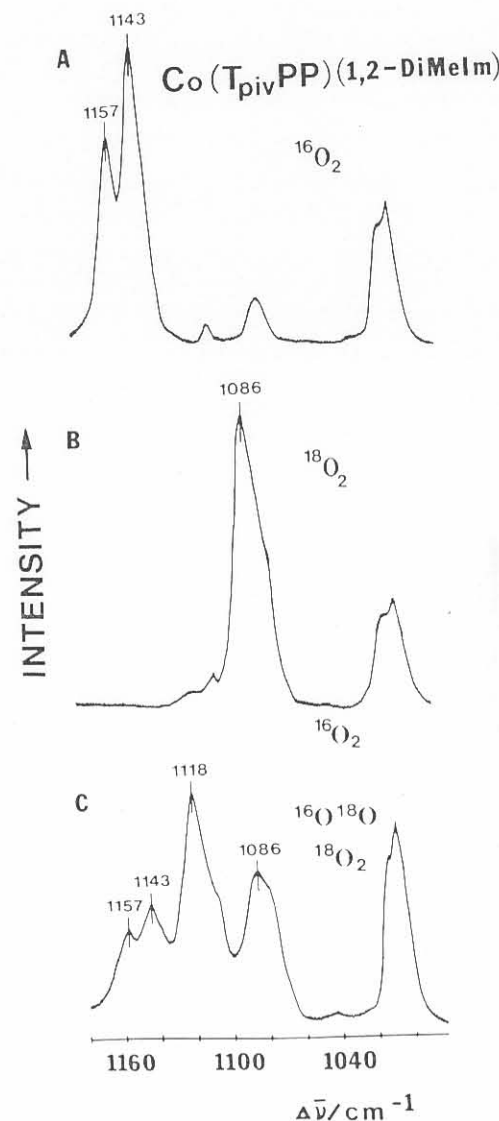 1143
A
Co(TpivPP)(1,2-DiMeIm)
1157
16O2
1086
B
18O2
INTENSITY →
16O2
1118
C
16O18O
1086
18O2
1143
1157
1160 1100 1040
Δν̄/cm-1